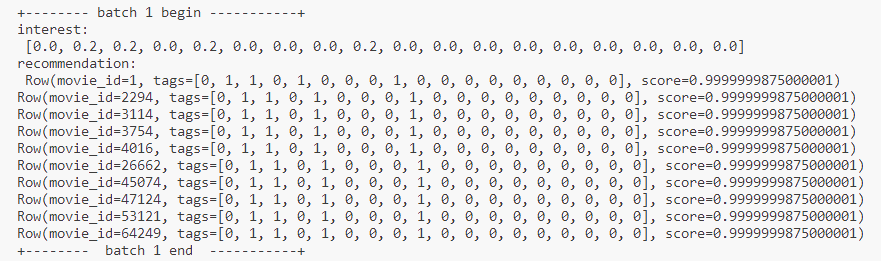 +-------- batch 1 begin -----------+
interest:
[0.0, 0.2, 0.2, 0.0, 0.2, 0.0, 0.0, 0.0, 0.2, 0.0, 0.0, 0.0, 0.0, 0.0, 0.0, 0.0, 0.0, 0.0]
recommendation:
Row(movie_id=1, tags=[0, 1, 1, 0, 1, 0, 0, 0, 1, 0, 0, 0, 0, 0, 0, 0, 0, 0], score=0.9999999875000001)
Row(movie_id=2294, tags=[0, 1, 1, 0, 1, 0, 0, 0, 1, 0, 0, 0, 0, 0, 0, 0, 0, 0], score=0.9999999875000001)
Row(movie_id=3114, tags=[0, 1, 1, 0, 1, 0, 0, 0, 1, 0, 0, 0, 0, 0, 0, 0, 0, 0], score=0.9999999875000001)
Row(movie_id=3754, tags=[0, 1, 1, 0, 1, 0, 0, 0, 1, 0, 0, 0, 0, 0, 0, 0, 0, 0], score=0.9999999875000001)
Row(movie_id=4016, tags=[0, 1, 1, 0, 1, 0, 0, 0, 1, 0, 0, 0, 0, 0, 0, 0, 0, 0], score=0.9999999875000001)
Row(movie_id=26662, tags=[0, 1, 1, 0, 1, 0, 0, 0, 1, 0, 0, 0, 0, 0, 0, 0, 0, 0], score=0.9999999875000001)
Row(movie_id=45074, tags=[0, 1, 1, 0, 1, 0, 0, 0, 1, 0, 0, 0, 0, 0, 0, 0, 0, 0], score=0.9999999875000001)
Row(movie_id=47124, tags=[0, 1, 1, 0, 1, 0, 0, 0, 1, 0, 0, 0, 0, 0, 0, 0, 0, 0], score=0.9999999875000001)
Row(movie_id=53121, tags=[0, 1, 1, 0, 1, 0, 0, 0, 1, 0, 0, 0, 0, 0, 0, 0, 0, 0], score=0.9999999875000001)
Row(movie_id=64249, tags=[0, 1, 1, 0, 1, 0, 0, 0, 1, 0, 0, 0, 0, 0, 0, 0, 0, 0], score=0.9999999875000001)
+--------  batch 1 end  -----------+